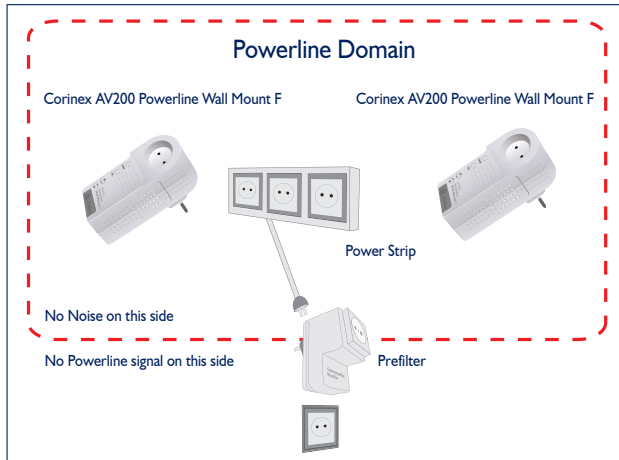 Powerline Domain
Corinex AV200 Powerline Wall Mount F
Corinex AV200 Powerline Wall Mount F
Power Strip
No Noise on this side
No Powerline signal on this side
Prefilter